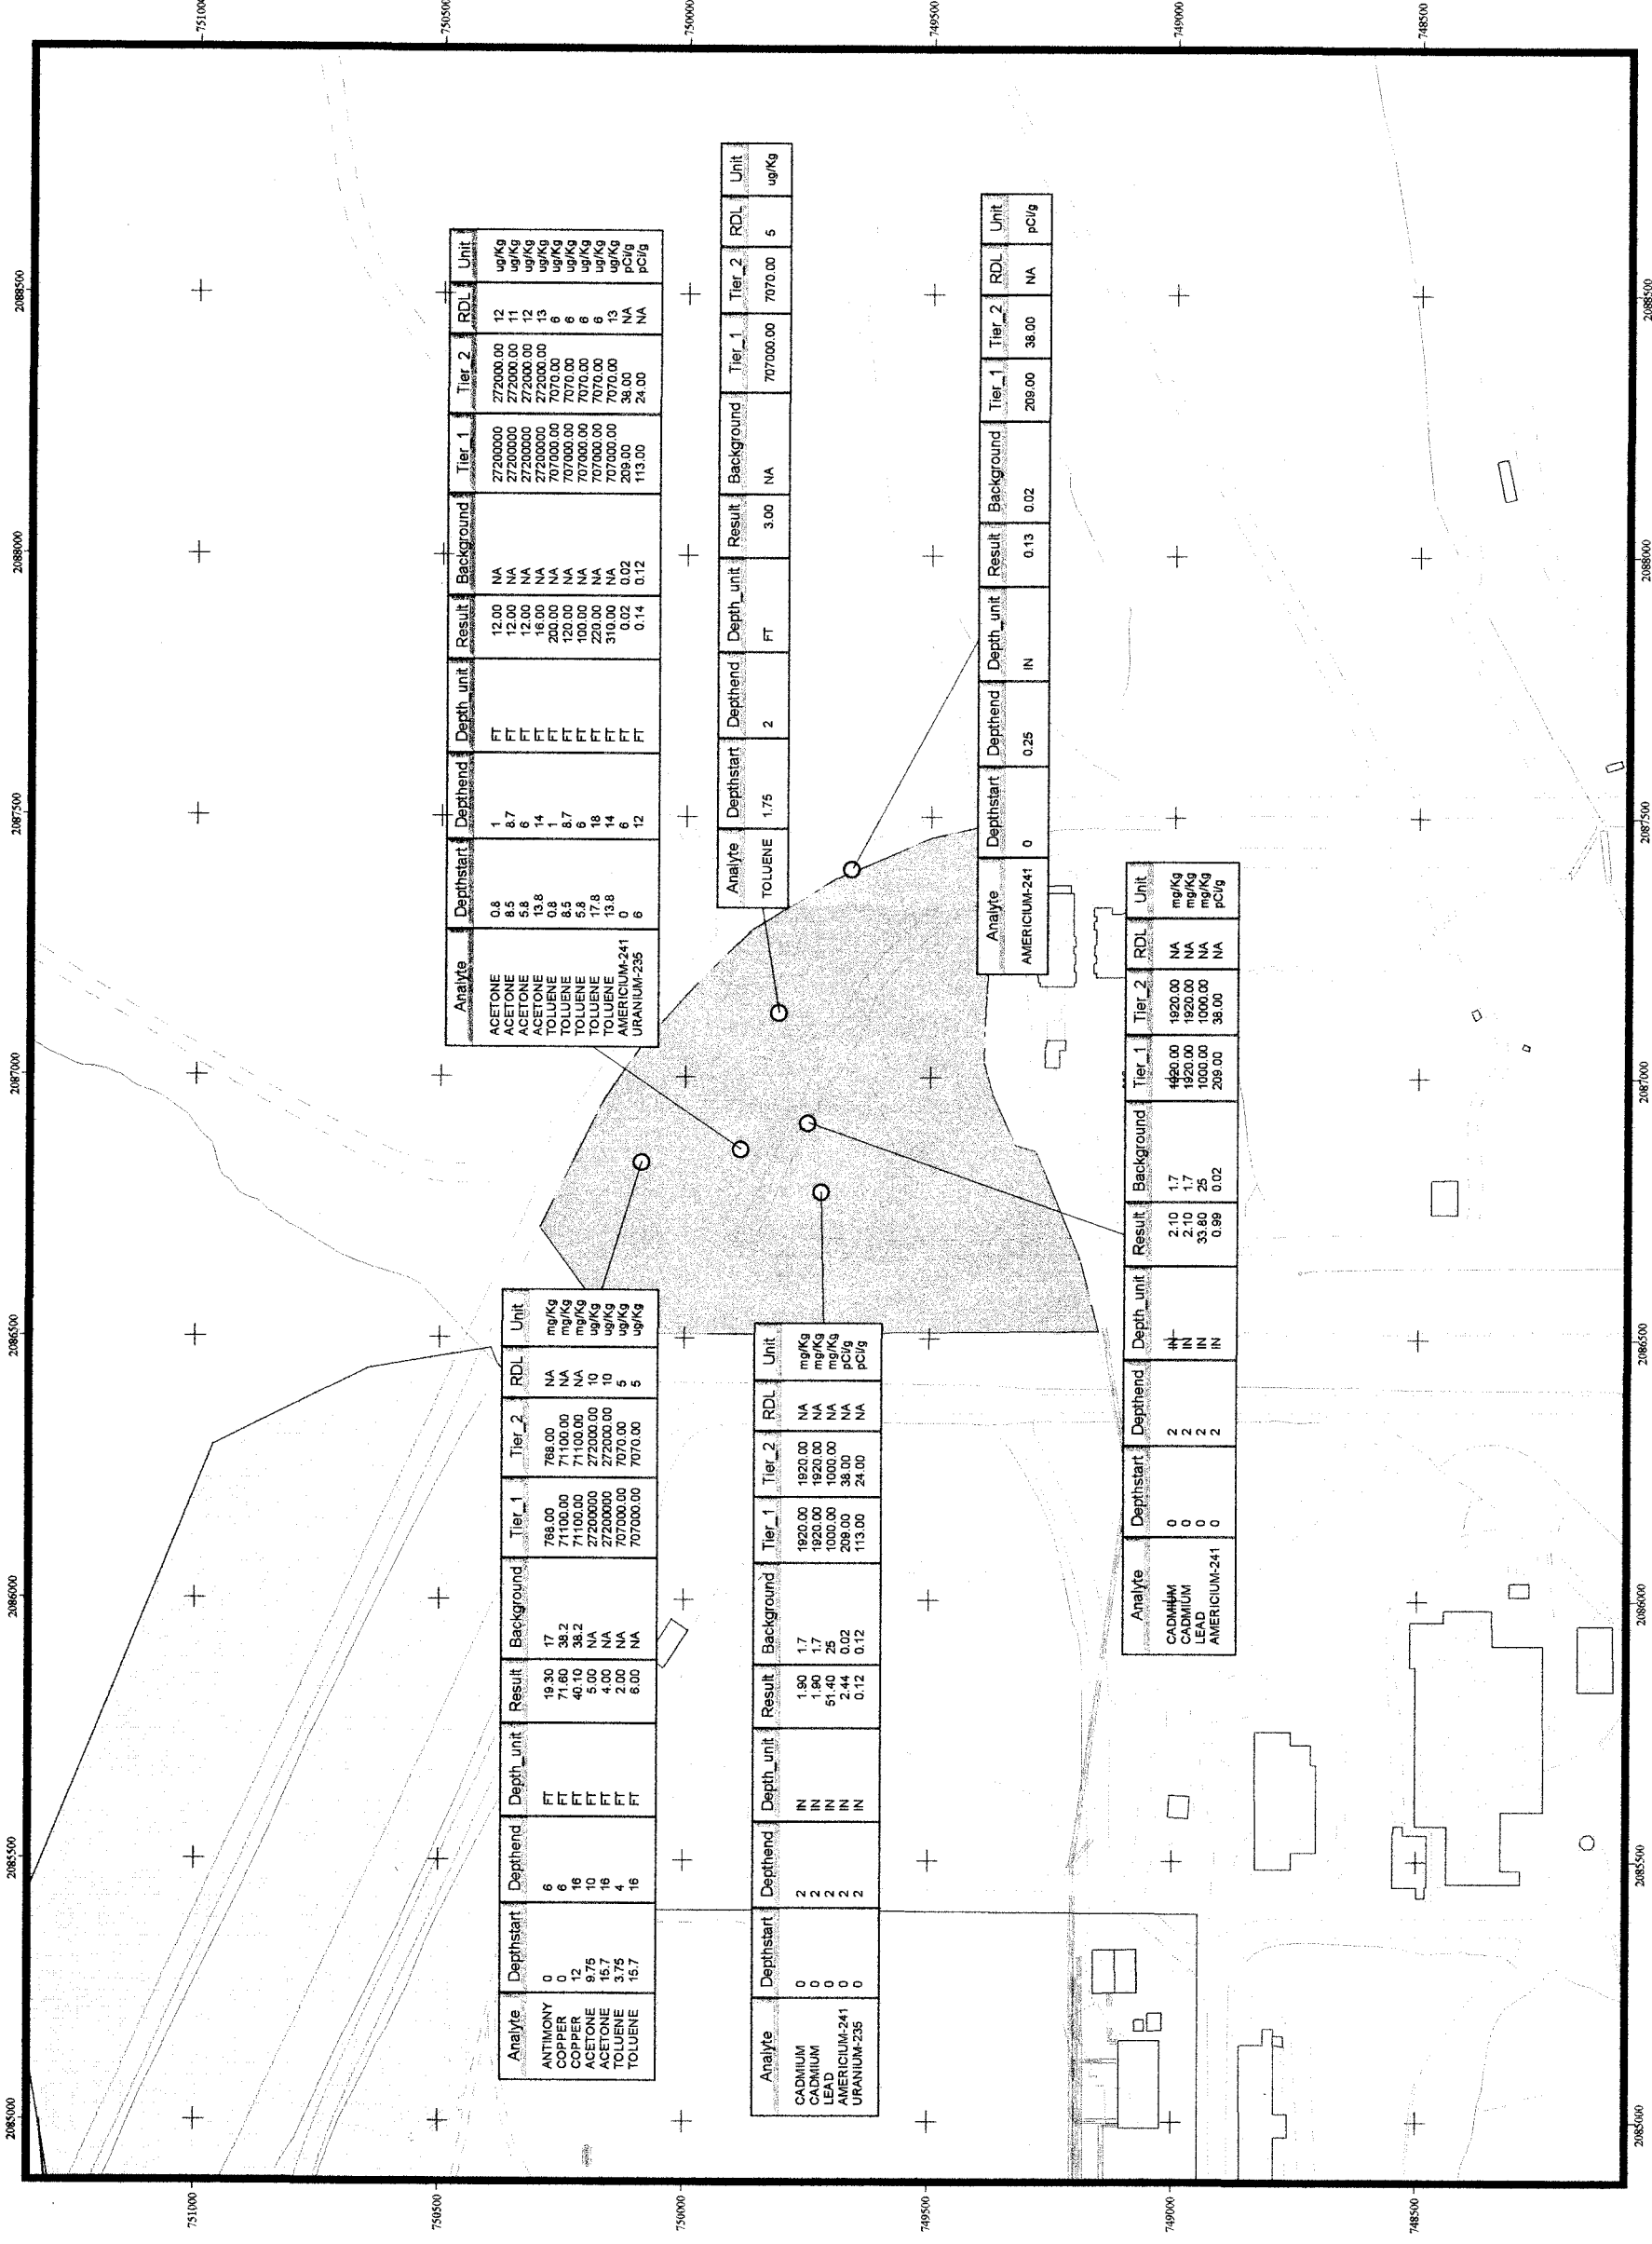 2085000 2085500 2086000 2086500 2087000 2087500 2088000 2088500
751000
750500
Analyte Depthstart Depthend Depth_unit Result Background Tier_1 Tier_2 RDL Unit
ACETONE 0.8 1 FT 12.00 NA 27200000 272000.00 12 ug/Kg
ACETONE 8.5 8.7 FT 12.00 NA 27200000 272000.00 11 ug/Kg
ACETONE 5.8 6 FT 12.00 NA 27200000 272000.00 12 ug/Kg
ACETONE 13.8 14 FT 16.00 NA 27200000 272000.00 13 ug/Kg
TOLUENE 0.8 1 FT 200.00 NA 707000.00 7070.00 6 ug/Kg
TOLUENE 8.5 8.7 FT 120.00 NA 707000.00 7070.00 6 ug/Kg
TOLUENE 5.8 6 FT 100.00 NA 707000.00 7070.00 6 ug/Kg
TOLUENE 17.8 18 FT 220.00 NA 707000.00 7070.00 6 ug/Kg
TOLUENE 13.8 14 FT 310.00 NA 707000.00 7070.00 13 ug/Kg
AMERICIUM-241 0 6 FT 0.02 0.02 209.00 38.00 NA pCi/g
URANIUM-235 6 12 FT 0.14 0.12 113.00 24.00 NA pCi/g
Analyte Depthstart Depthend Depth_unit Result Background Tier_1 Tier_2 RDL Unit
ANTIMONY 0 6 FT 19.30 17 768.00 768.00 NA mg/Kg
COPPER 0 6 FT 71.60 38.2 71100.00 71100.00 NA mg/Kg
COPPER 12 16 FT 40.10 38.2 71100.00 71100.00 NA mg/Kg
ACETONE 9.75 10 FT 5.00 NA 27200000 272000.00 10 ug/Kg
ACETONE 15.7 16 FT 4.00 NA 27200000 272000.00 10 ug/Kg
TOLUENE 3.75 4 FT 2.00 NA 707000.00 7070.00 5 ug/Kg
TOLUENE 15.7 16 FT 6.00 NA 707000.00 7070.00 5 ug/Kg
750000 750000
Analyte Depthstart Depthend Depth_unit Result Background Tier_1 Tier_2 RDL Unit
TOLUENE 1.75 2 FT 3.00 NA 707000.00 7070.00 5 ug/Kg
Analyte Depthstart Depthend Depth_unit Result Background Tier_1 Tier_2 RDL Unit
CADMIUM 0 2 IN 1.90 1.7 1920.00 1920.00 NA mg/Kg
CADMIUM 0 2 IN 1.90 1.7 1920.00 1920.00 NA mg/Kg
LEAD 0 2 IN 51.40 25 1000.00 1000.00 NA mg/Kg
AMERICIUM-241 0 2 IN 2.44 0.02 209.00 38.00 NA pCi/g
URANIUM-235 0 2 IN 0.12 0.12 113.00 24.00 NA pCi/g
749500 749500
Analyte Depthstart Depthend Depth_unit Result Background Tier_1 Tier_2 RDL Unit
AMERICIUM-241 0 0.25 IN 0.13 0.02 209.00 38.00 NA pCi/g
Analyte Depthstart Depthend Depth_unit Result Background Tier_1 Tier_2 RDL Unit
CADMIUM 0 2 IN 2.10 1.7 1920.00 1920.00 NA mg/Kg
CADMIUM 0 2 IN 2.10 1.7 1920.00 1920.00 NA mg/Kg
LEAD 0 2 IN 33.80 25 1000.00 1000.00 NA mg/Kg
AMERICIUM-241 0 2 IN 0.99 0.02 209.00 38.00 NA pCi/g
749000 749000
748500 748500
2085000 2085500 2086000 2086500 2087000 2087500 2088000 2088500